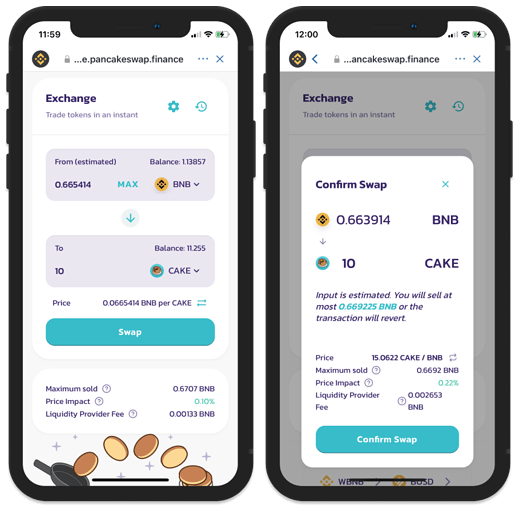 11:59
...e.pancakeswap.finance
Exchange
Trade tokens in an instant
From (estimated)
Balance: 1.13857
0.665414
MAX
BNB
To
Balance: 11.255
10
CAKE
Price
0.0665414 BNB per CAKE
Swap
Maximum sold
0.6707 BNB
Price Impact
0.10%
Liquidity Provider Fee
0.00133 BNB
12:00
...ancakeswap.finance
Exchange
Trade tokens in an instant
Confirm Swap
0.663914
BNB
10
CAKE
Input is estimated. You will sell at
most 0.669225 BNB or the
transaction will revert.
Price
15.0622 CAKE / BNB
Maximum sold
0.6692 BNB
Price Impact
0.22%
Liquidity Provider
Fee
0.002653
BNB
Confirm Swap
WBNB
BUSD